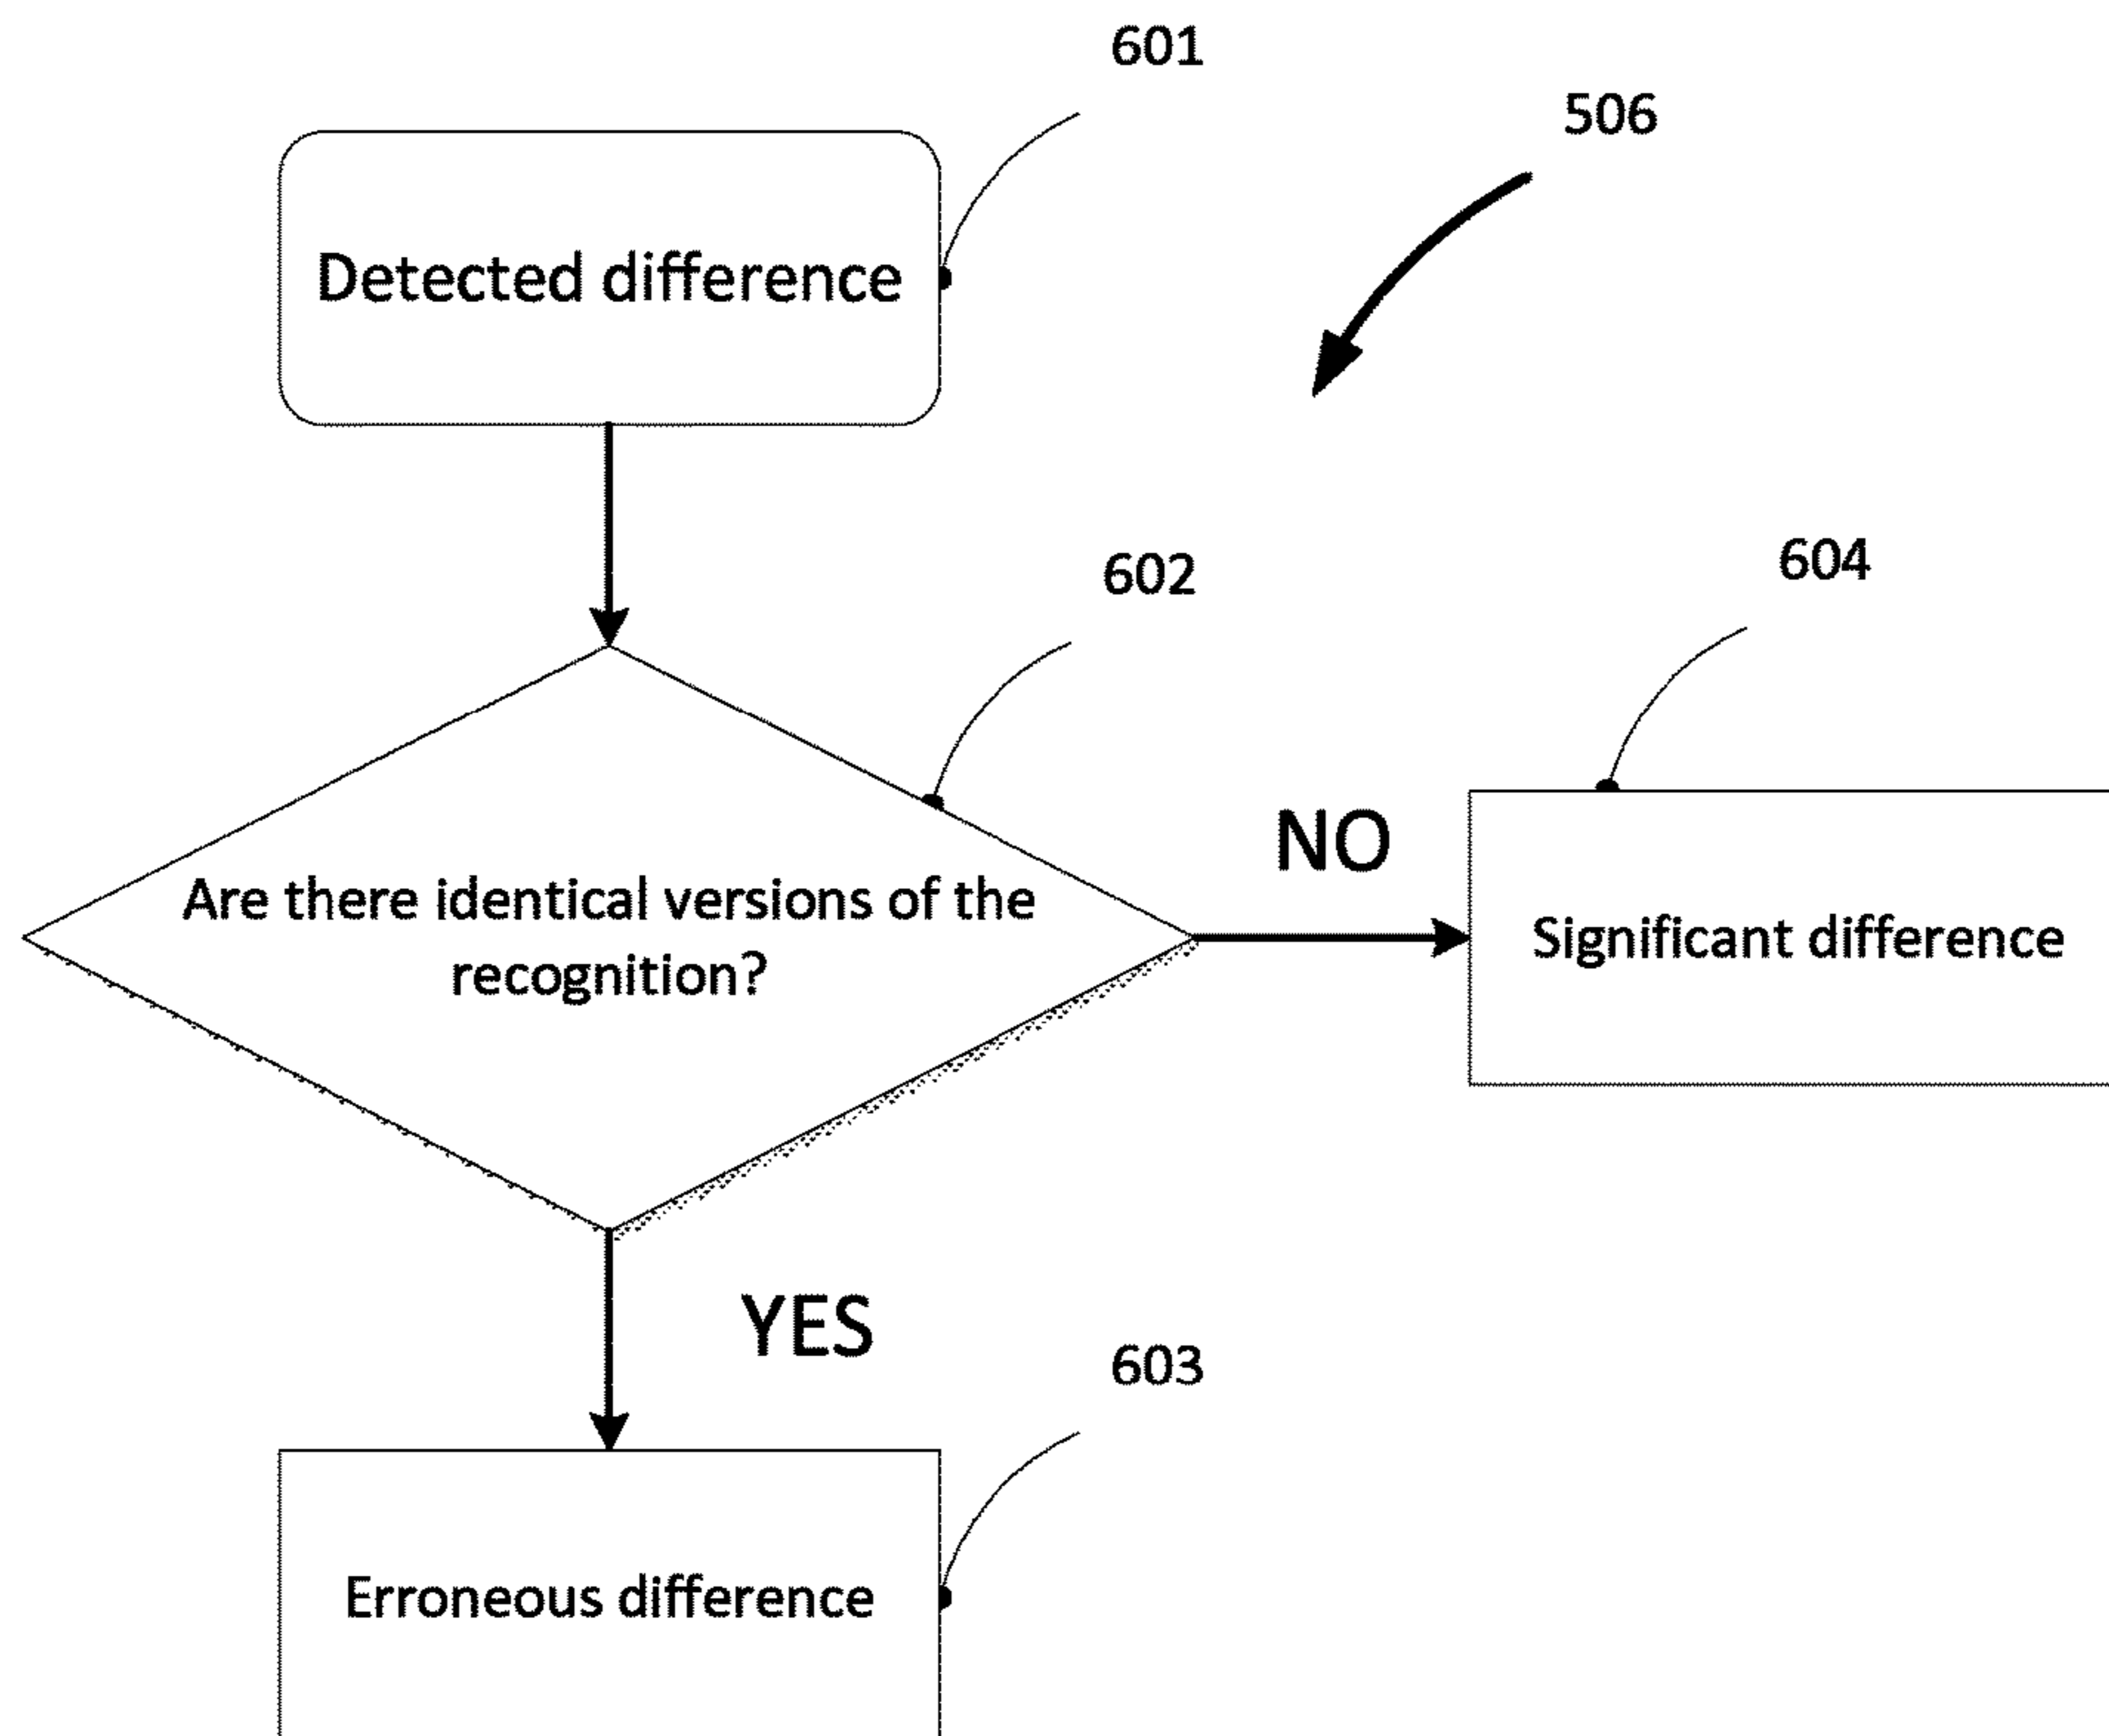 601
506
Detected difference
602
604
NO
Are there identical versions of the
recognition?
Significant difference
YES
603
Erroneous difference